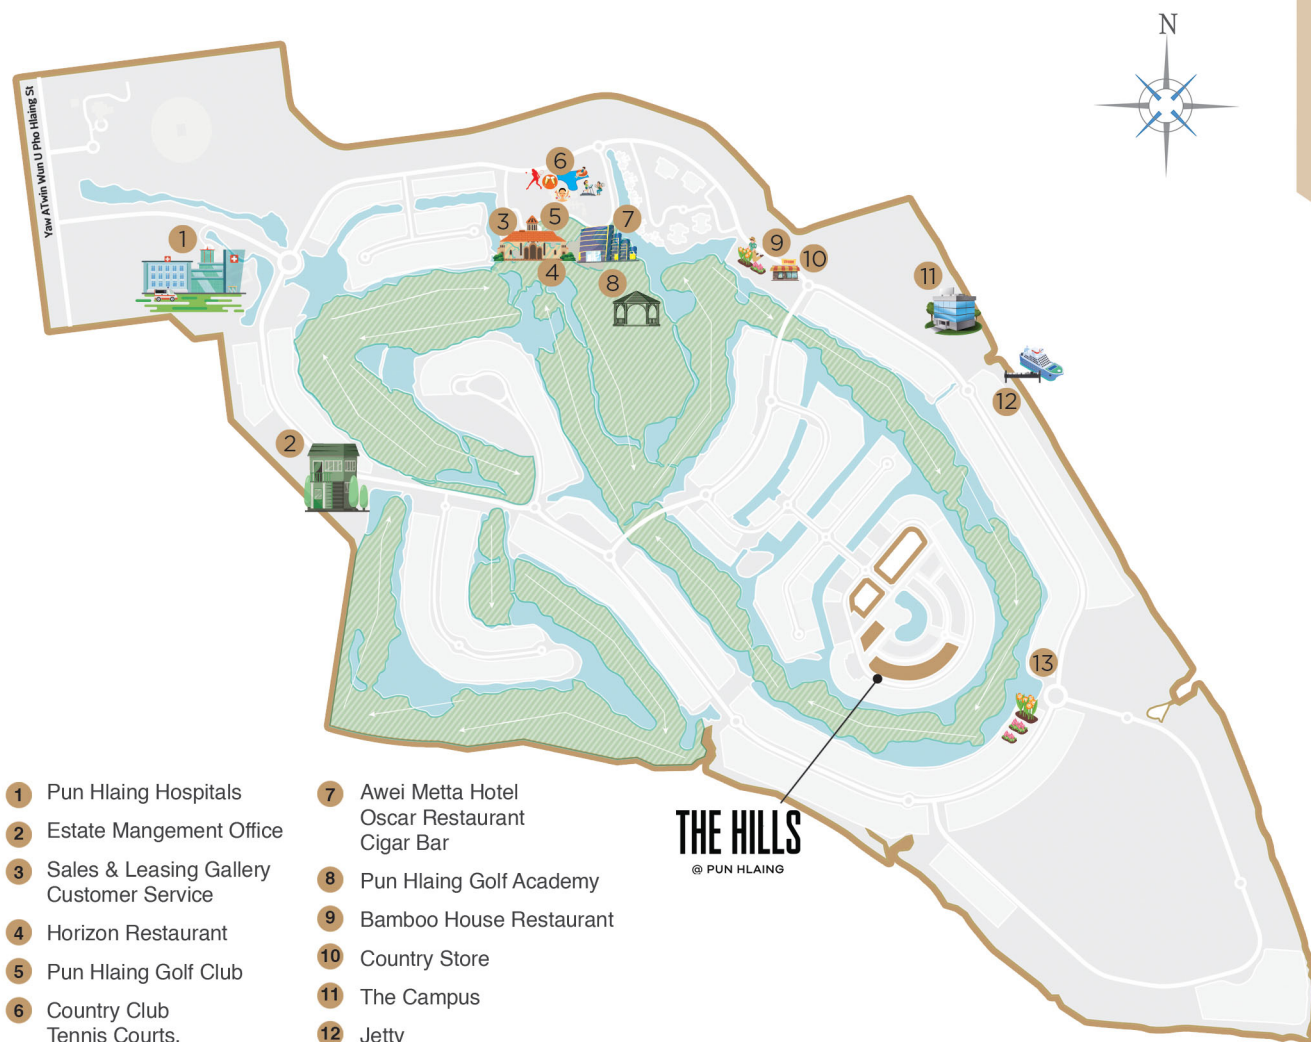 N
Yaw ATwin Wun U Pho Hlaing St
1
2
3
4
5
6
7
8
9
10
11
12
13
THE HILLS
@ PUN HLAING
1 Pun Hlaing Hospitals
2 Estate Mangement Office
3 Sales & Leasing Gallery
Customer Service
4 Horizon Restaurant
5 Pun Hlaing Golf Club
6 Country Club
Tennis Courts.
7 Awei Metta Hotel
Oscar Restaurant
Cigar Bar
8 Pun Hlaing Golf Academy
9 Bamboo House Restaurant
10 Country Store
11 The Campus
12 Jetty